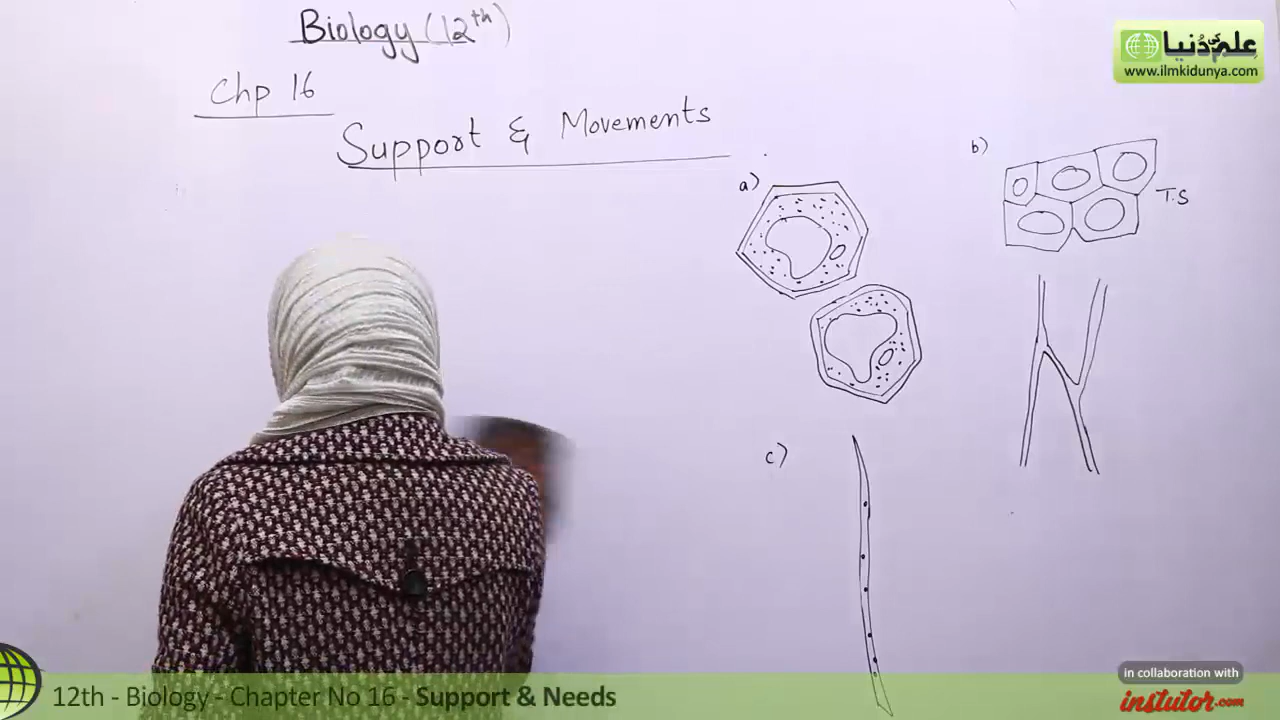 Biology (12th)
Chp 16
Support & Movements
a)
b)
T.S
c)
علم کی دُنیا
www.ilmkidunya.com
12th - Biology - Chapter No 16 - Support & Needs
in collaboration with
instutor.com